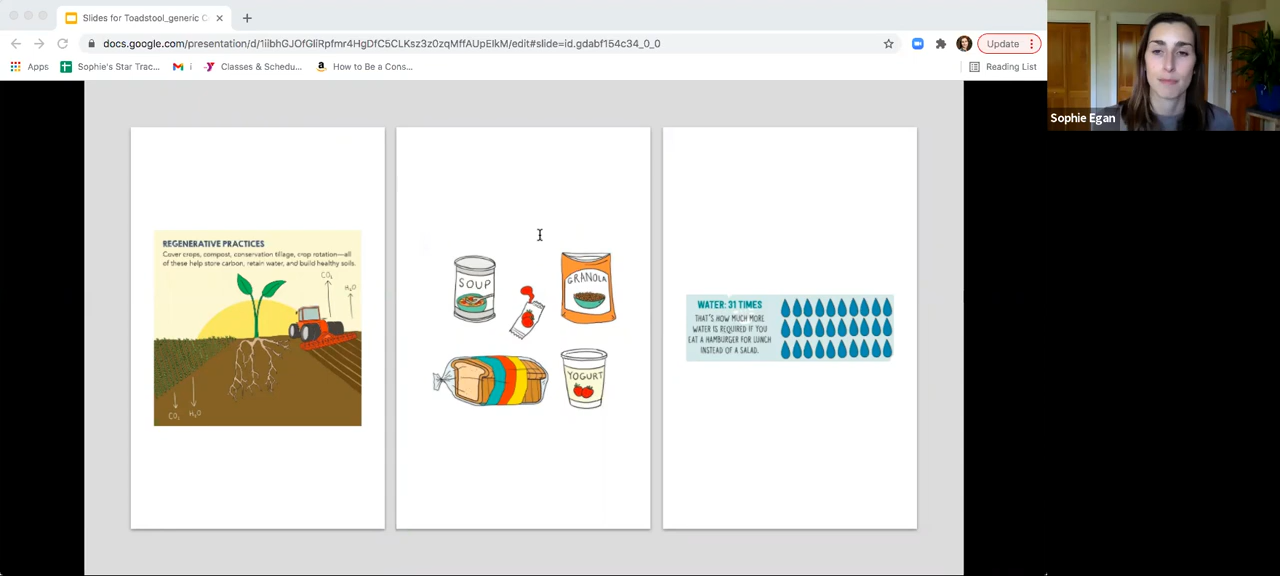 Slides for Toadstool_generic C
docs.google.com/presentation/d/1iibhGJOfGliRpfmr4HgDfC5CLKsz3z0zqMffAUpEIkM/edit#slide=id.gdabf154c34_0_0
Update
Apps
Sophie's Star Trac...
i
Classes & Schedu...
How to Be a Cons...
Reading List
Sophie Egan
REGENERATIVE PRACTICES
Cover crops, compost, conservation tillage, crop rotation—all
of these help store carbon, retain water, and build healthy soils.
CO₂
H₂O
CO₂
H₂O
SOUP
GRANOLA
YOGURT
WATER: 31 TIMES
THAT'S HOW MUCH MORE
WATER IS REQUIRED IF YOU
EAT A HAMBURGER FOR LUNCH
INSTEAD OF A SALAD.